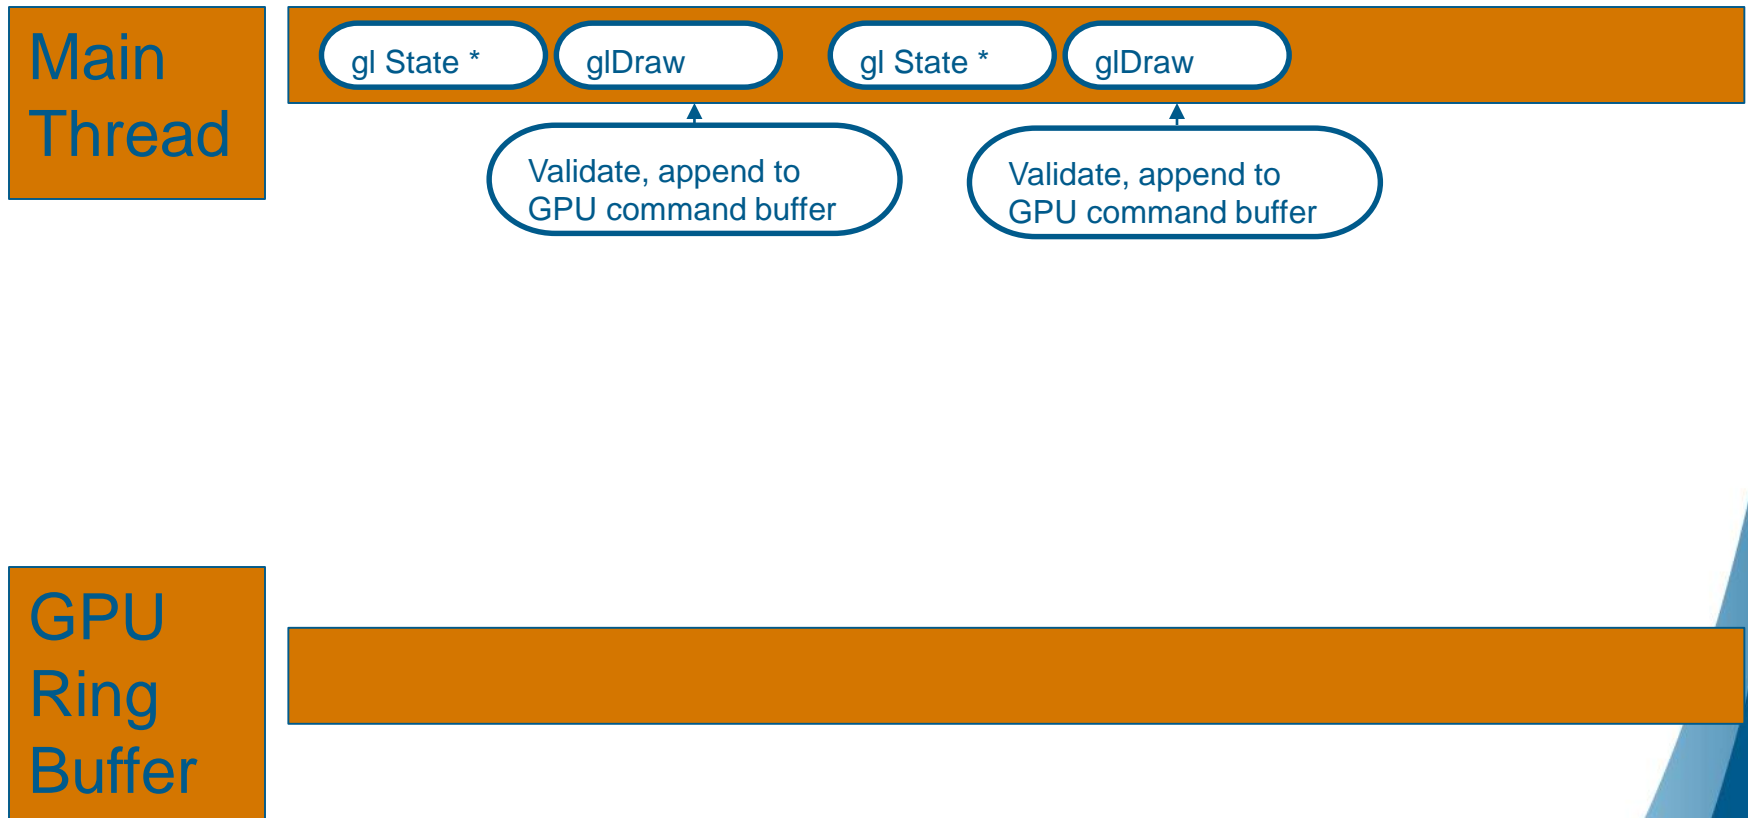 Main
Thread
gl State *
glDraw
gl State *
glDraw
Validate, append to
GPU command buffer
Validate, append to
GPU command buffer
GPU
Ring
Buffer